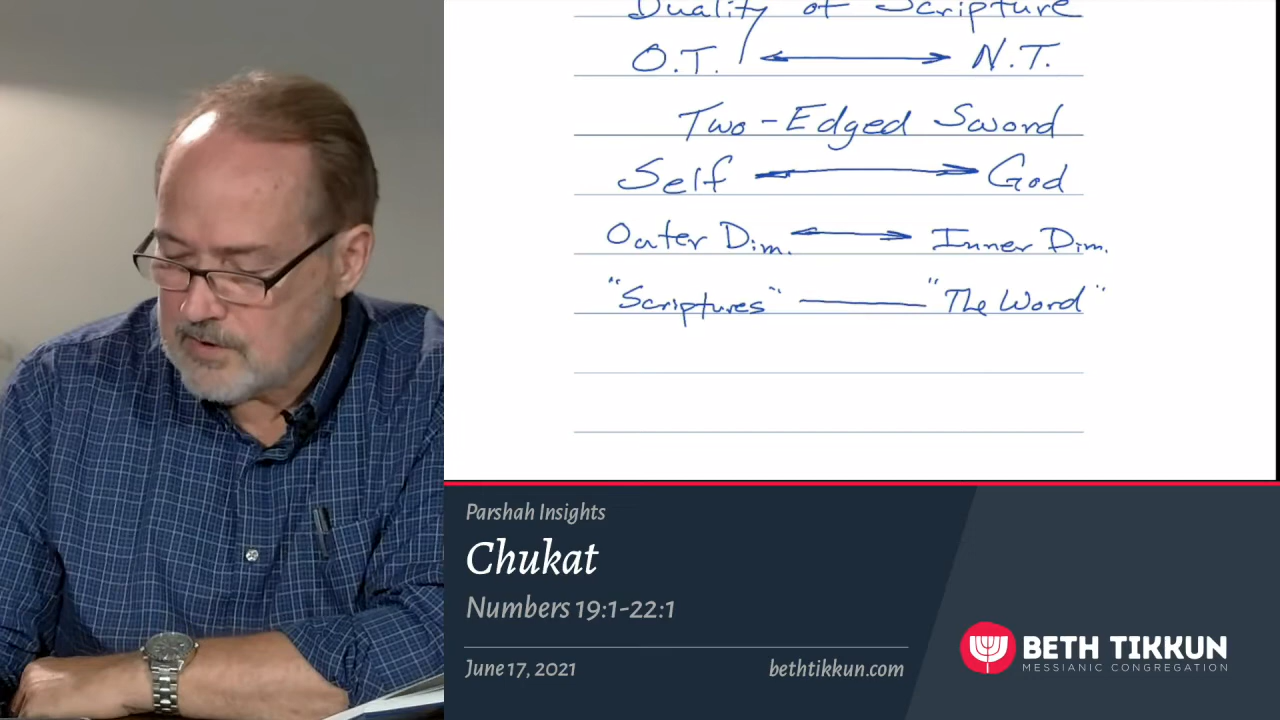 Duality of Scripture
O.T. ↔ N.T.
Two-Edged Sword
Self ↔ God
Outer Dim. ↔ Inner Dim.
"Scriptures" — "The Word"
Parshah Insights
Chukat
Numbers 19:1-22:1
June 17, 2021 bethtikkun.com
BETH TIKKUN
MESSIANIC CONGREGATION